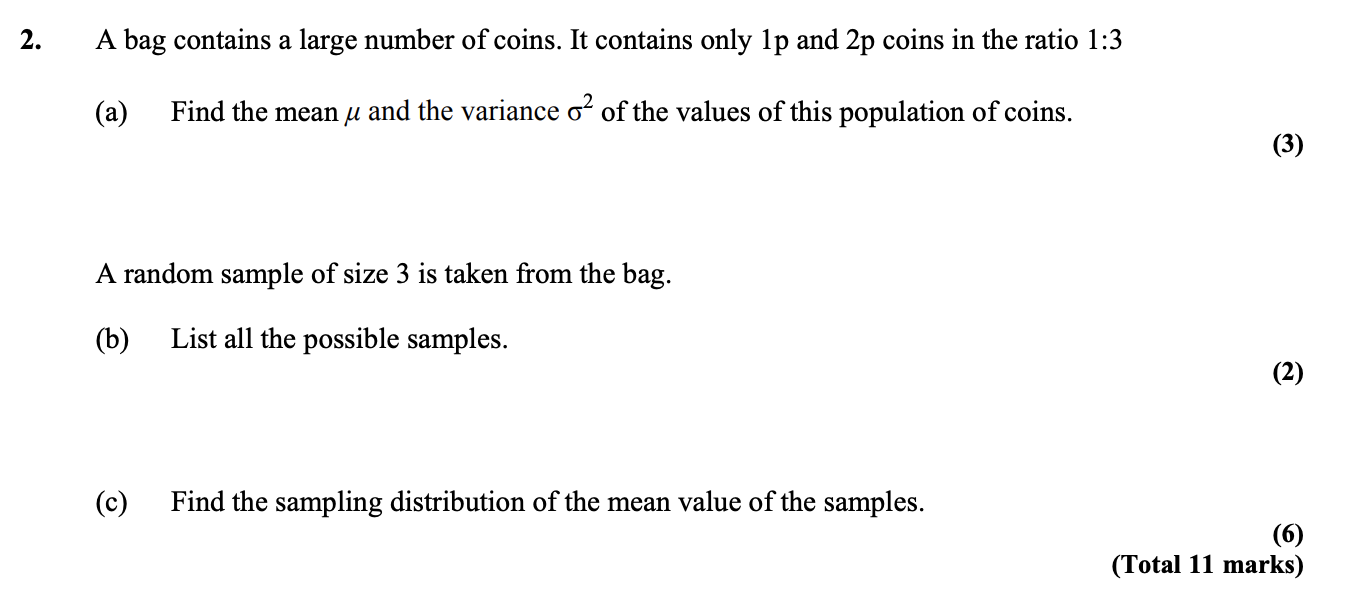 2. A bag contains a large number of coins. It contains only 1p and 2p coins in the ratio 1:3
(a) Find the mean μ and the variance σ² of the values of this population of coins.
(3)
A random sample of size 3 is taken from the bag.
(b) List all the possible samples.
(2)
(c) Find the sampling distribution of the mean value of the samples.
(6)
(Total 11 marks)